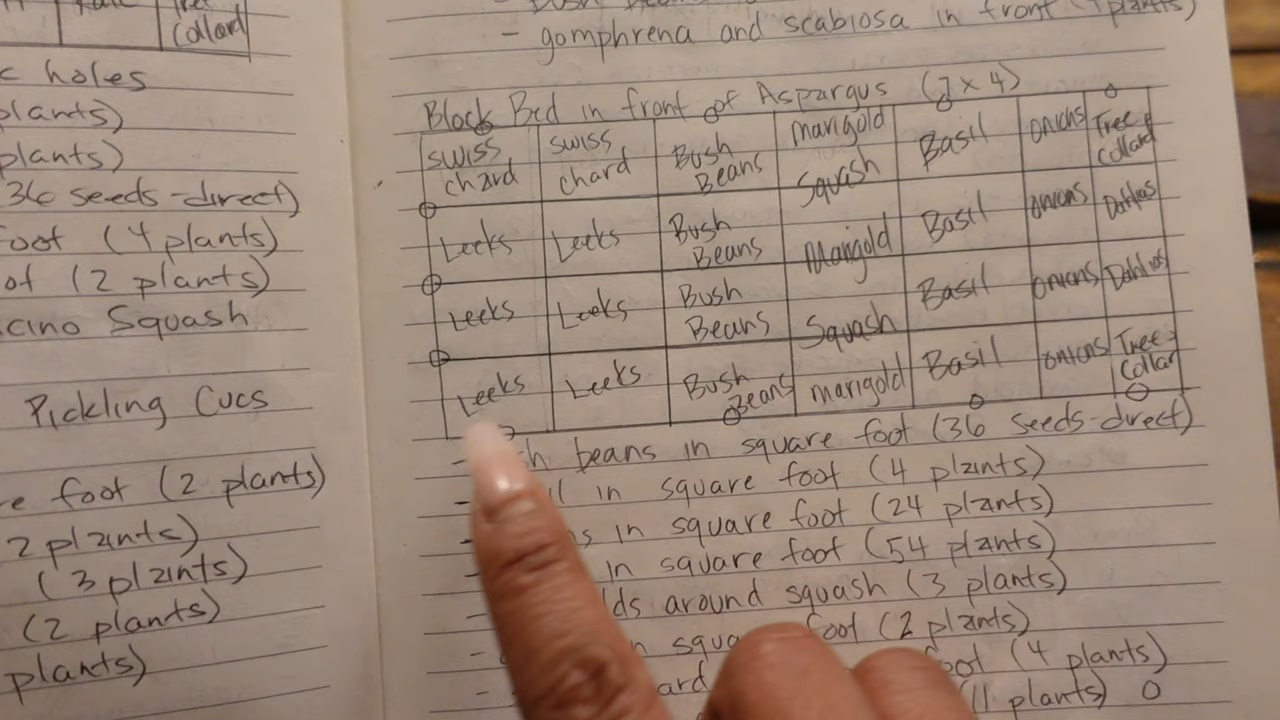 Collard
holes
plants)
plants)
36 seeds-direct)
foot (4 plants)
of (2 plants)
Squash
Pickling Cucs
foot (2 plants)
2 plants)
(3 plants)
(2 plants)
plants)
- gomphrena and scabiosa in front
Block Bed in front of Aspargus (7 x 4)
swiss chard swiss chard Bush Beans marigold Squash Basil onions Tree Collard
Leeks Leeks Bush Beans Marigold Basil onions Dahlias
Leeks Leeks Bush Beans Squash Basil onions Dahlias
Leeks Leeks Bush Beans marigold Basil onions Tree Collard
beans in square foot (36 seeds-direct)
in square foot (4 plants)
in square foot (24 plants)
in square foot (54 plants)
around squash (3 plants)
foot (2 plants)
(4 plants)
(11 plants)